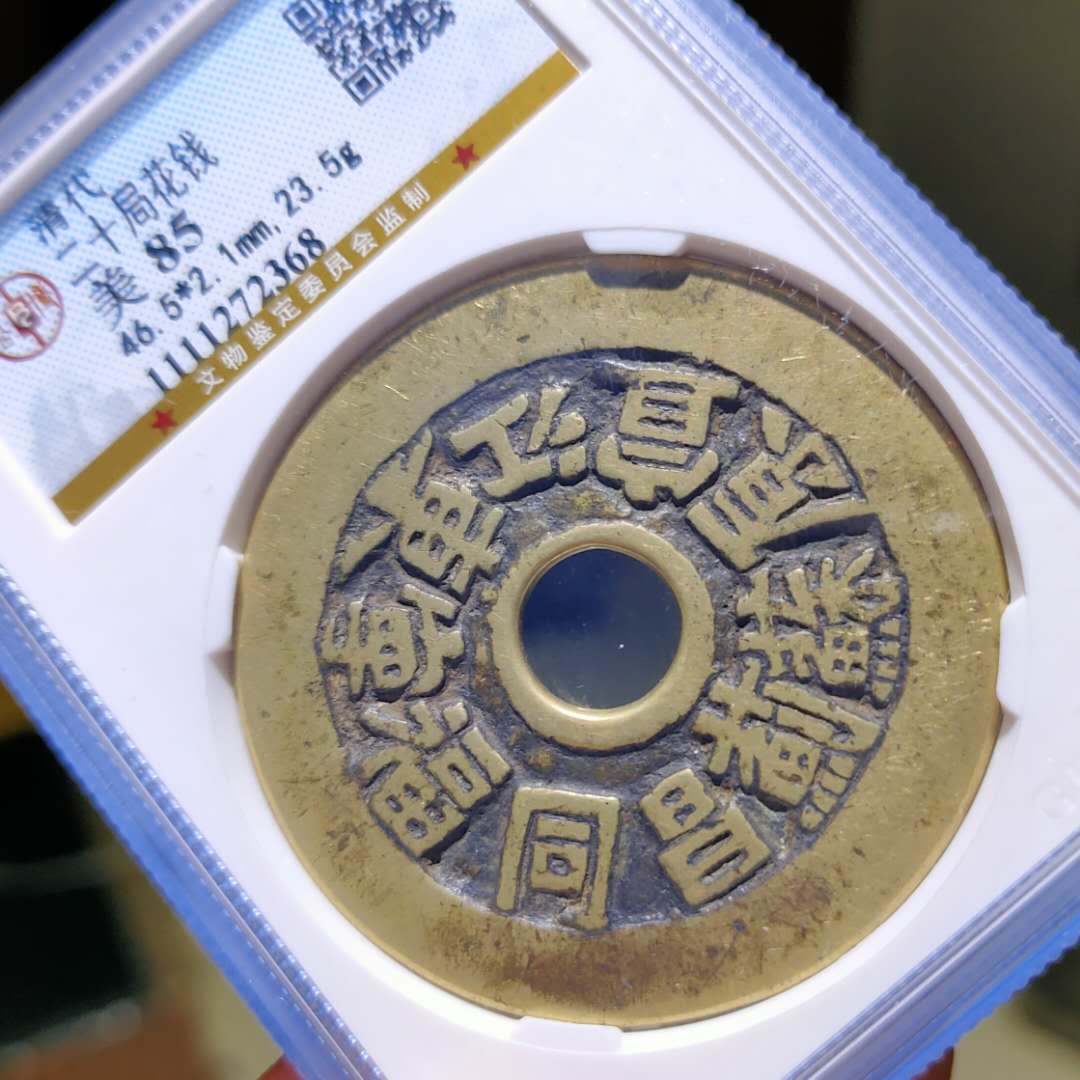 清代
二十局花钱
美 85
46.5*2.1mm, 23.5g
1111272368
文物鉴定委员会监制
同福臨東江宣原蘇薊昌